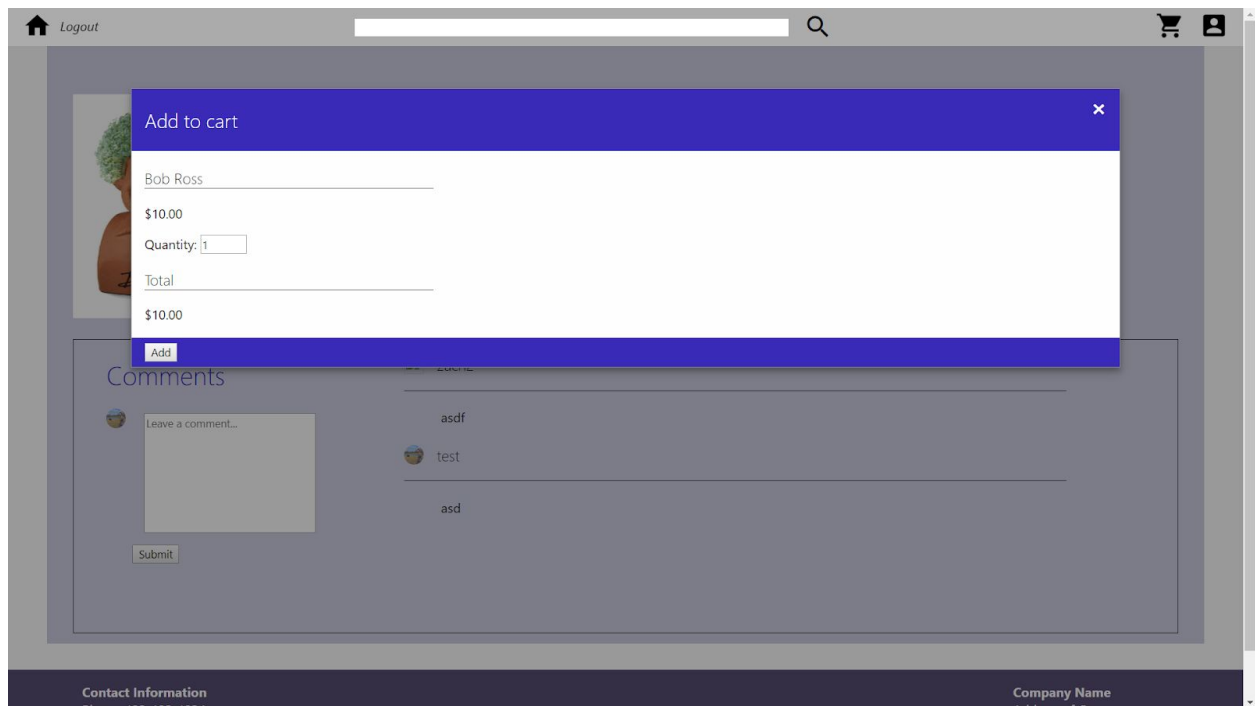 Logout
Add to cart
Bob Ross
$10.00
Quantity: 1
Total
$10.00
Add
Comments
Leave a comment...
Submit
asdf
test
asd
Contact Information
Company Name